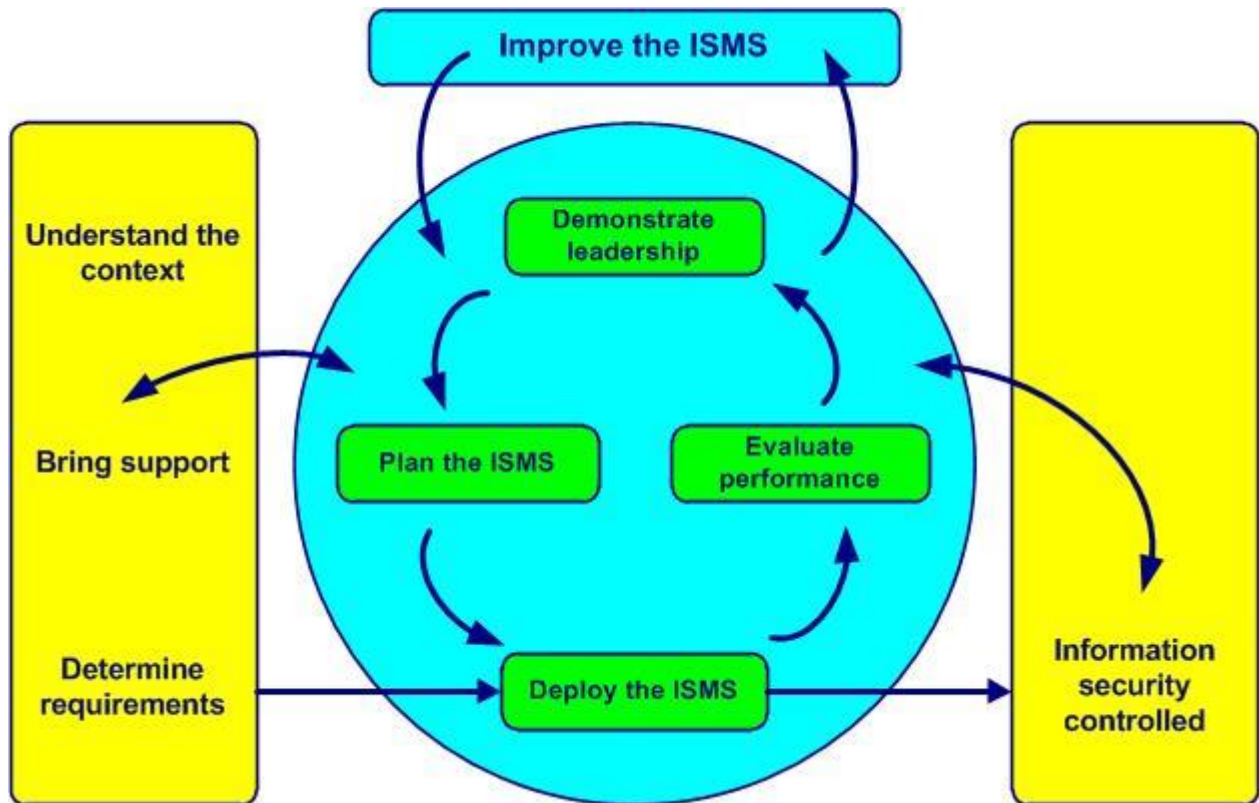 Improve the ISMS
Understand the
context
Bring support
Determine
requirements
Demonstrate
leadership
Plan the ISMS
Evaluate
performance
Deploy the ISMS
Information
security
controlled